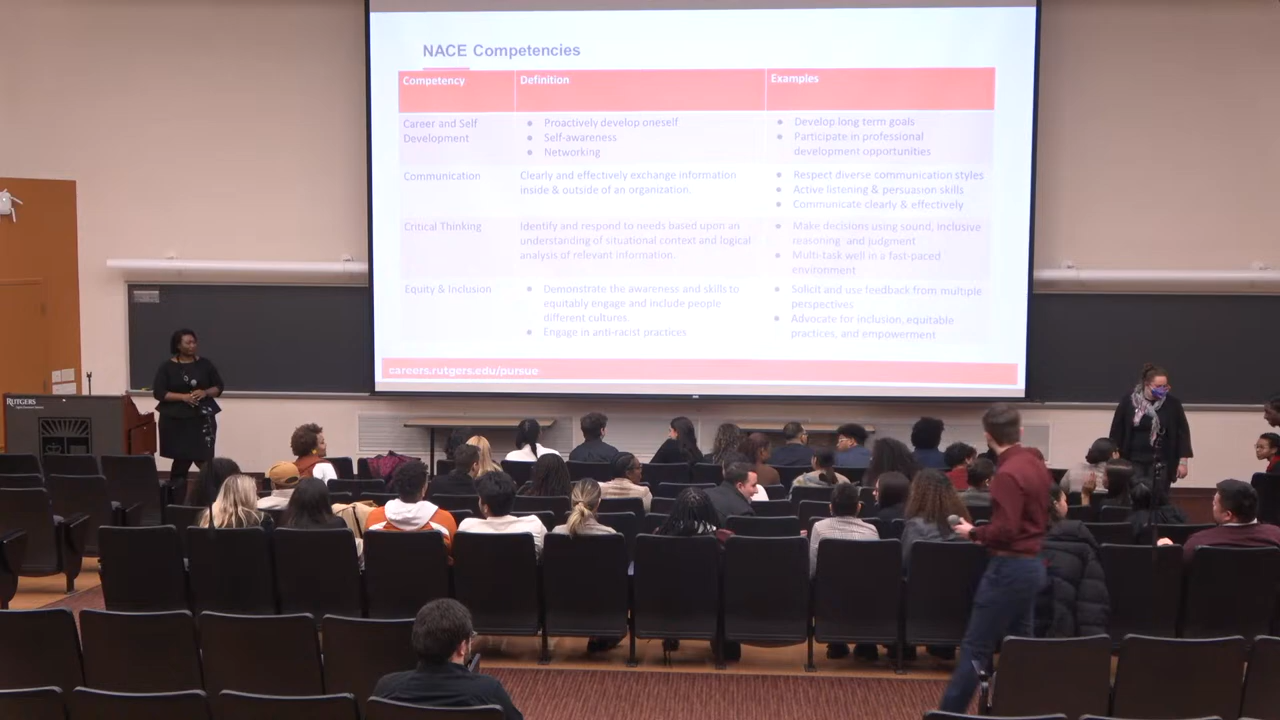 NACE Competencies
Competency Definition Examples
Career and Self
Development
● Proactively develop oneself
● Self-awareness
● Networking
● Develop long term goals
● Participate in professional
development opportunities
Communication
Clearly and effectively exchange information
inside & outside of an organization.
● Respect diverse communication styles
● Active listening & persuasion skills
● Communicate clearly & effectively
Critical Thinking
Identify and respond to needs based upon an
understanding of situational context and logical
analysis of relevant information.
● Make decisions using sound, inclusive
reasoning and judgment
● Multi-task well in a fast-paced
environment
Equity & Inclusion
● Demonstrate the awareness and skills to
equitably engage and include people
different cultures.
● Engage in anti-racist practices
● Solicit and use feedback from multiple
perspectives
● Advocate for inclusion, equitable
practices, and empowerment
careers.rutgers.edu/pursue
RUTGERS